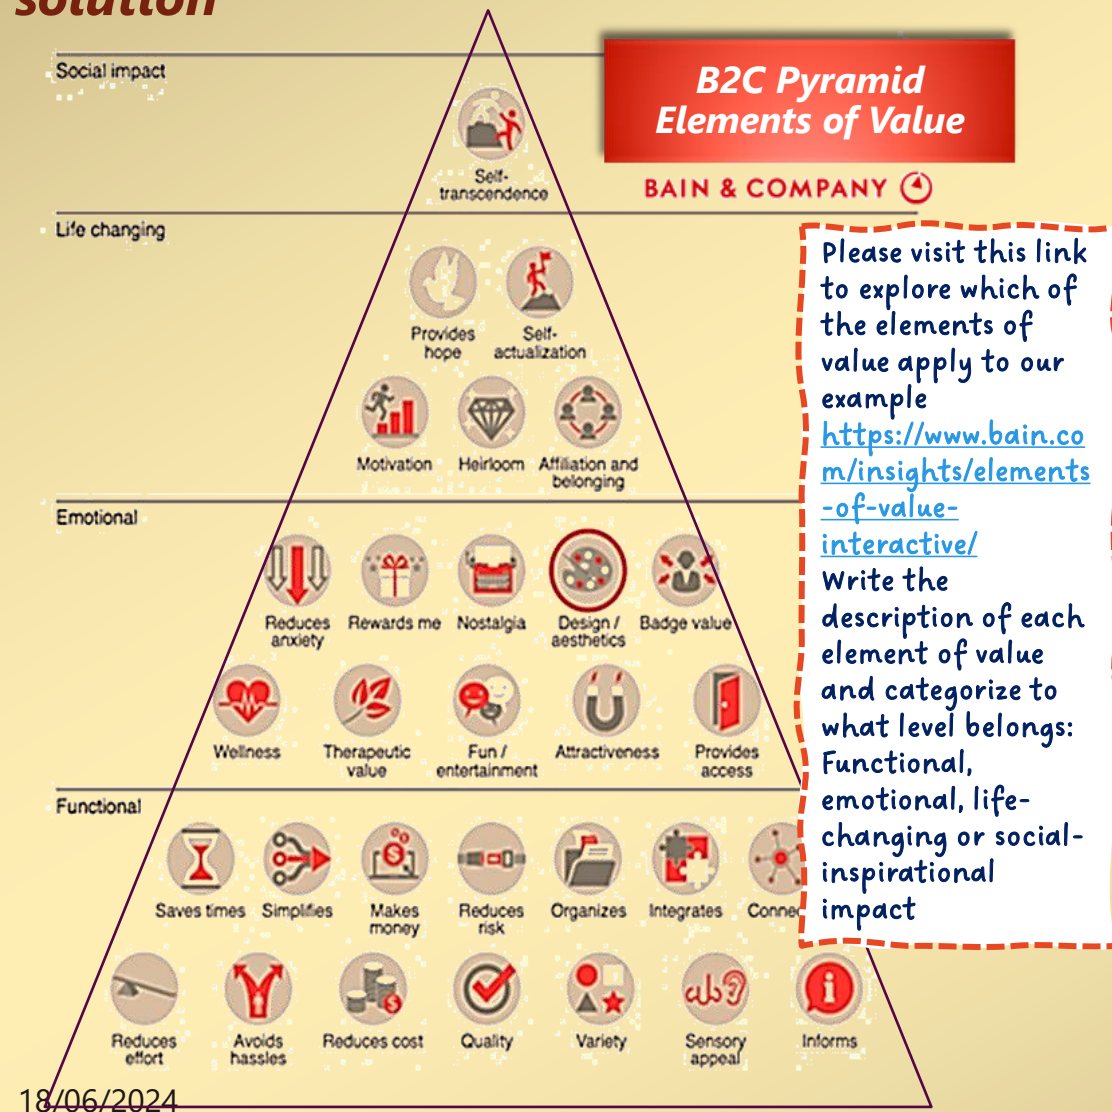 solution
B2C Pyramid
Elements of Value
BAIN & COMPANY
Social impact
Self-
transcendence
Life changing
Provides
hope
Self-
actualization
Motivation
Heirloom
Affiliation and
belonging
Emotional
Reduces
anxiety
Rewards me
Nostalgia
Design /
aesthetics
Badge value
Wellness
Therapeutic
value
Fun /
entertainment
Attractiveness
Provides
access
Functional
Saves times
Simplifies
Makes
money
Reduces
risk
Organizes
Integrates
Connec
Reduces
effort
Avoids
hassles
Reduces cost
Quality
Variety
Sensory
appeal
Informs
Please visit this link
to explore which of
the elements of
value apply to our
example
https://www.bain.co
m/insights/elements
-of-value-
interactive/
Write the
description of each
element of value
and categorize to
what level belongs:
Functional,
emotional, life-
changing or social-
inspirational
impact
18/06/2024